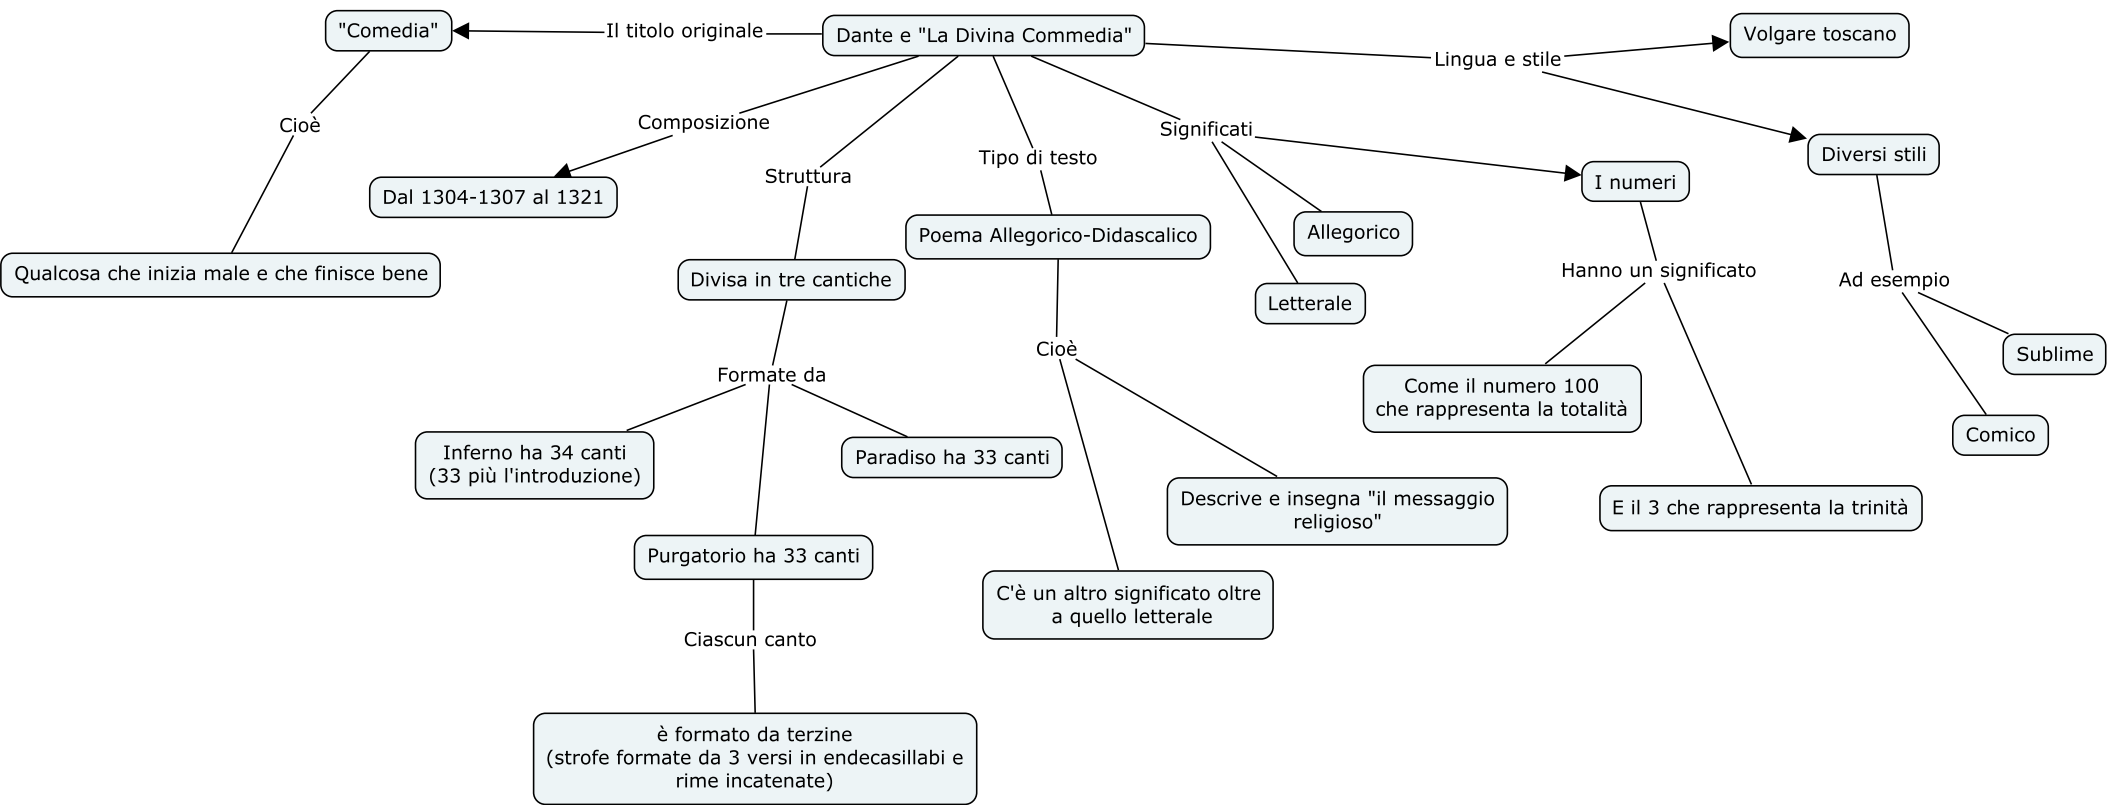 "Comedia"
Il titolo originale
Dante e "La Divina Commedia"
Volgare toscano
Lingua e stile
Cioè
Composizione
Significati
Tipo di testo
Diversi stili
Struttura
I numeri
Dal 1304-1307 al 1321
Poema Allegorico-Didascalico
Allegorico
Qualcosa che inizia male e che finisce bene
Divisa in tre cantiche
Hanno un significato
Ad esempio
Letterale
Cioè
Sublime
Formate da
Come il numero 100
che rappresenta la totalità
Comico
Inferno ha 34 canti
(33 più l'introduzione)
Paradiso ha 33 canti
Descrive e insegna "il messaggio
religioso"
E il 3 che rappresenta la trinità
Purgatorio ha 33 canti
C'è un altro significato oltre
a quello letterale
Ciascun canto
è formato da terzine
(strofe formate da 3 versi in endecasillabi e
rime incatenate)